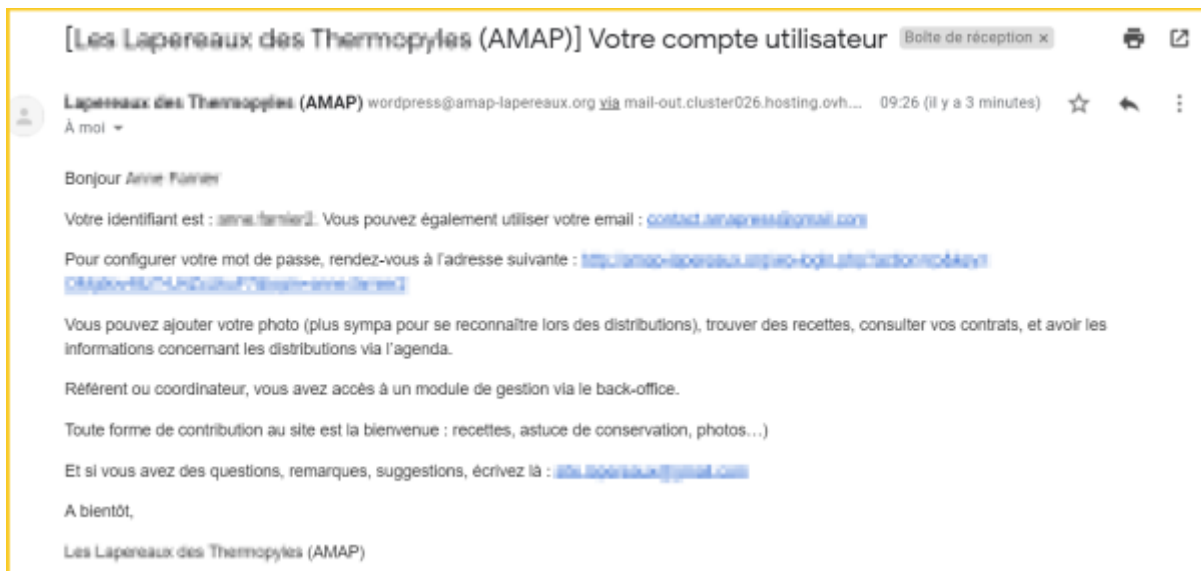 [Les Lapereaux des Thermopyles (AMAP)] Votre compte utilisateur Boîte de réception x
Lapereaux des Thermopyles (AMAP) wordpress@amap-lapereaux.org via mail-out.cluster026.hosting.ovh.... 09:26 (il y a 3 minutes)
À moi
Bonjour
Votre identifiant est : . Vous pouvez également utiliser votre email :
Pour configurer votre mot de passe, rendez-vous à l'adresse suivante :
Vous pouvez ajouter votre photo (plus sympa pour se reconnaître lors des distributions), trouver des recettes, consulter vos contrats, et avoir les
informations concernant les distributions via l'agenda.
Référent ou coordinateur, vous avez accès à un module de gestion via le back-office.
Toute forme de contribution au site est la bienvenue : recettes, astuce de conservation, photos…)
Et si vous avez des questions, remarques, suggestions, écrivez là :
A bientôt,
Les Lapereaux des Thermopyles (AMAP)